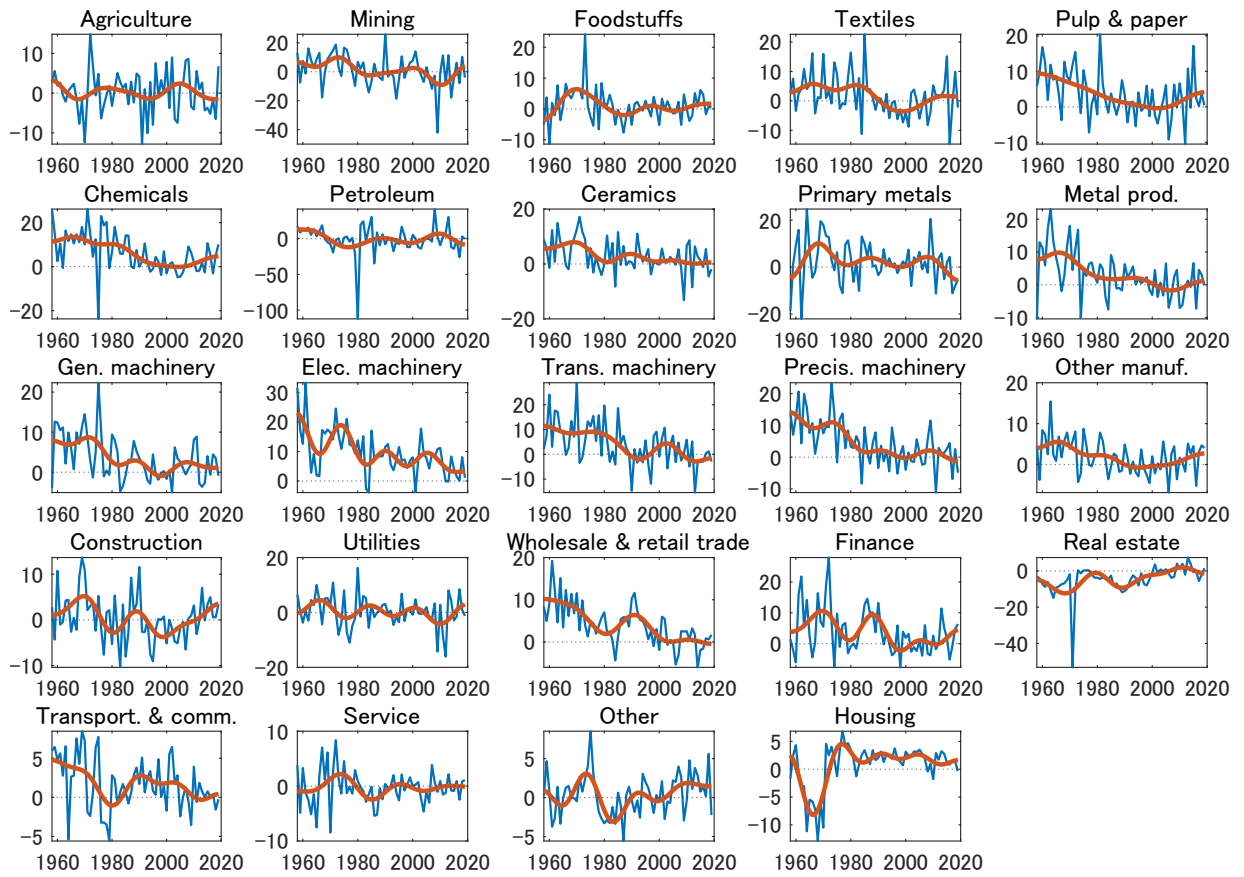 Agriculture Mining Foodstuffs Textiles Pulp & paper
10 0 −10
20 0 −20 −40
20 10 0 −10
20 10 0 −10
20 10 0 −10
1960 1980 2000 2020 1960 1980 2000 2020 1960 1980 2000 2020 1960 1980 2000 2020 1960 1980 2000 2020
Chemicals Petroleum Ceramics Primary metals Metal prod.
20 0 −20
0 −50 −100
20 0 −20
20 0 −20
20 10 0 −10
1960 1980 2000 2020 1960 1980 2000 2020 1960 1980 2000 2020 1960 1980 2000 2020 1960 1980 2000 2020
Gen. machinery Elec. machinery Trans. machinery Precis. machinery Other manuf.
20 10 0
30 20 10 0
20 10 0 −10
20 10 0 −10
20 10 0
1960 1980 2000 2020 1960 1980 2000 2020 1960 1980 2000 2020 1960 1980 2000 2020 1960 1980 2000 2020
Construction Utilities Wholesale & retail trade Finance Real estate
10 0 −10
20 0 −20
20 10 0
20 10 0
0 −20 −40
1960 1980 2000 2020 1960 1980 2000 2020 1960 1980 2000 2020 1960 1980 2000 2020 1960 1980 2000 2020
Transport. & comm. Service Other Housing
5 0 −5
10 0 −10
5 0 −5
5 0 −5 −10
1960 1980 2000 2020 1960 1980 2000 2020 1960 1980 2000 2020 1960 1980 2000 2020